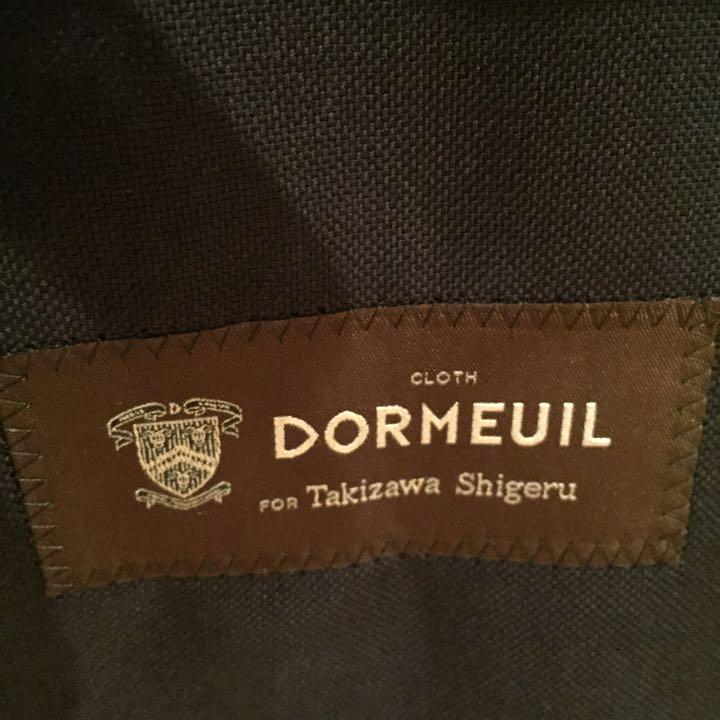 D
CLOTH
DORMEUIL
FOR Takizawa Shigeru